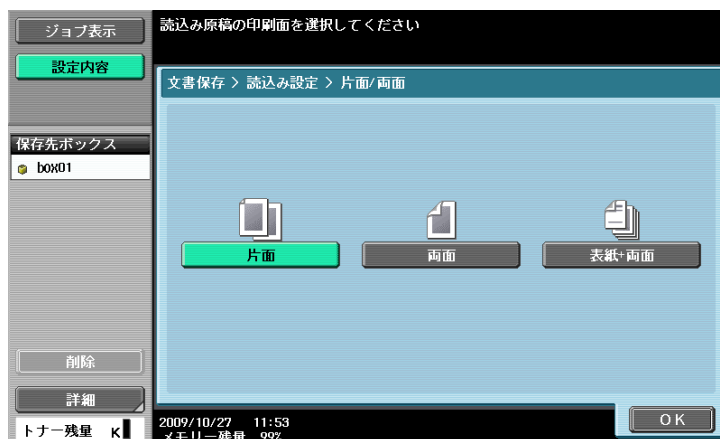 ジョブ表示
設定内容
読込み原稿の印刷面を選択してください
文書保存 > 読込み設定 > 片面/両面
保存先ボックス
box01
片面
両面
表紙+両面
削除
詳細
トナー残量 K
2009/10/27 11:53
メモリー残量 99%
OK